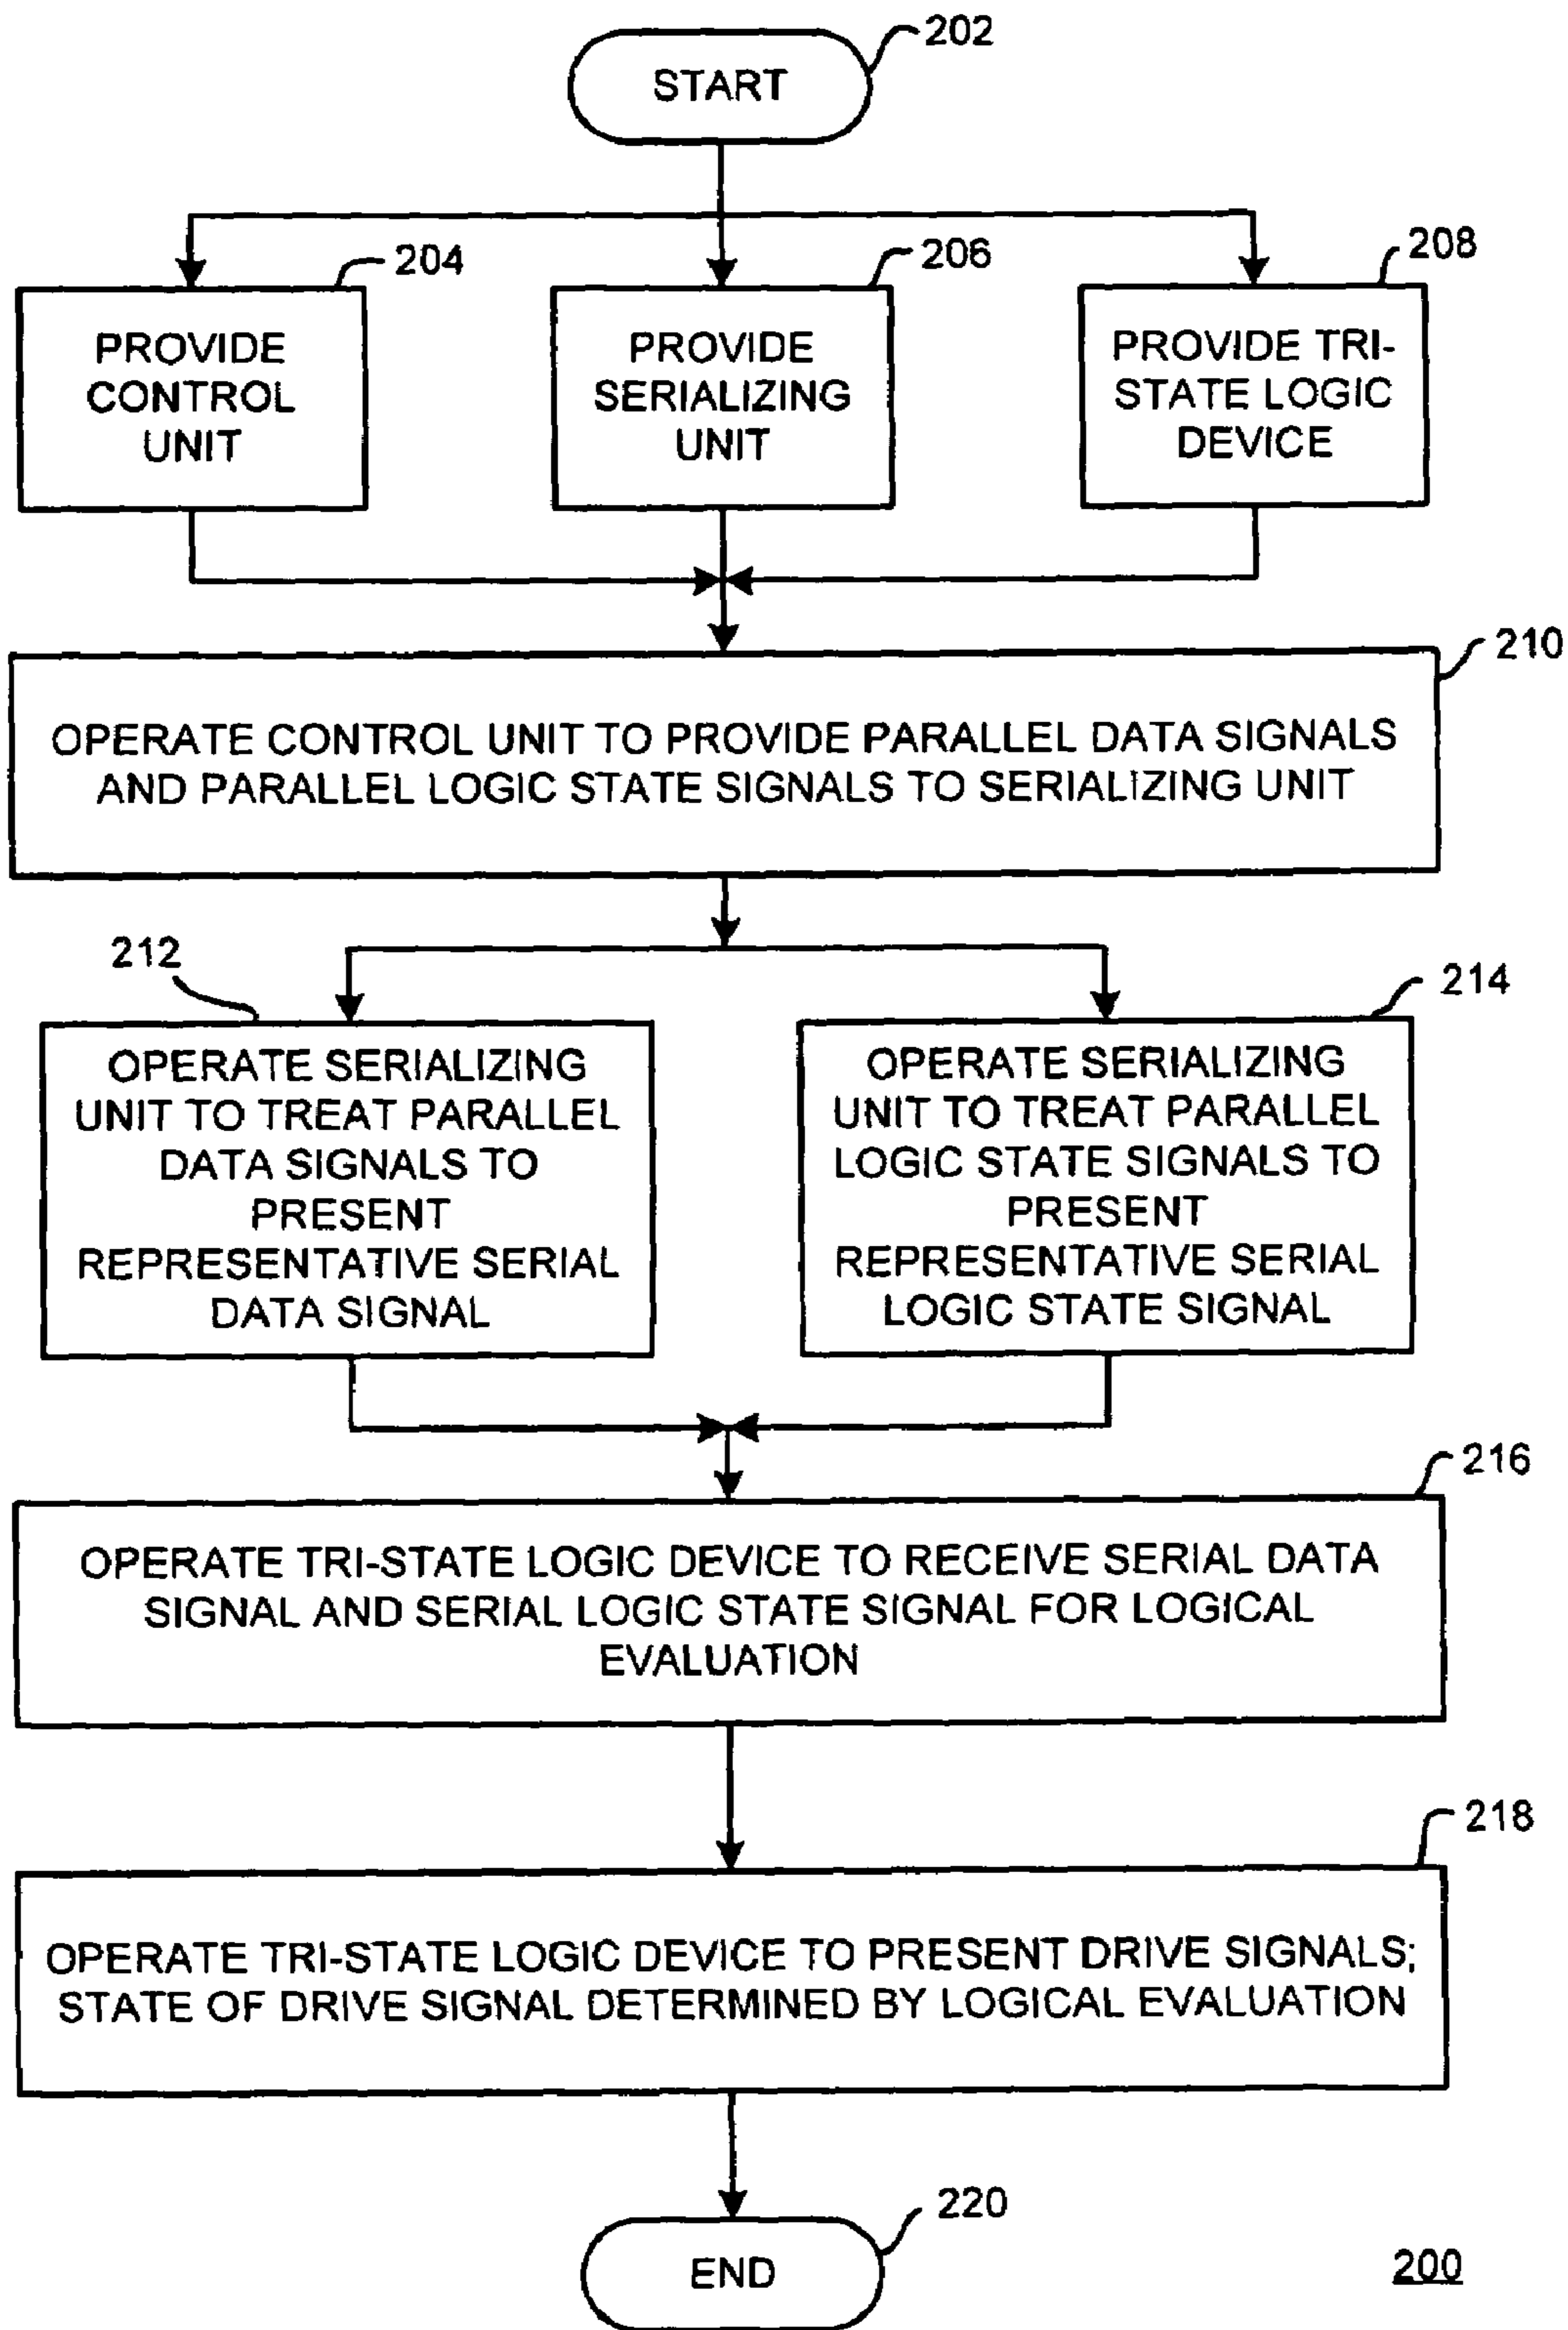 202
START
204
206
208
PROVIDE
CONTROL
UNIT
PROVIDE
SERIALIZING
UNIT
PROVIDE TRI-
STATE LOGIC
DEVICE
210
OPERATE CONTROL UNIT TO PROVIDE PARALLEL DATA SIGNALS
AND PARALLEL LOGIC STATE SIGNALS TO SERIALIZING UNIT
212
214
OPERATE SERIALIZING
UNIT TO TREAT PARALLEL
DATA SIGNALS TO
PRESENT
REPRESENTATIVE SERIAL
DATA SIGNAL
OPERATE SERIALIZING
UNIT TO TREAT PARALLEL
LOGIC STATE SIGNALS TO
PRESENT
REPRESENTATIVE SERIAL
LOGIC STATE SIGNAL
216
OPERATE TRI-STATE LOGIC DEVICE TO RECEIVE SERIAL DATA
SIGNAL AND SERIAL LOGIC STATE SIGNAL FOR LOGICAL
EVALUATION
218
OPERATE TRI-STATE LOGIC DEVICE TO PRESENT DRIVE SIGNALS;
STATE OF DRIVE SIGNAL DETERMINED BY LOGICAL EVALUATION
220
END
200